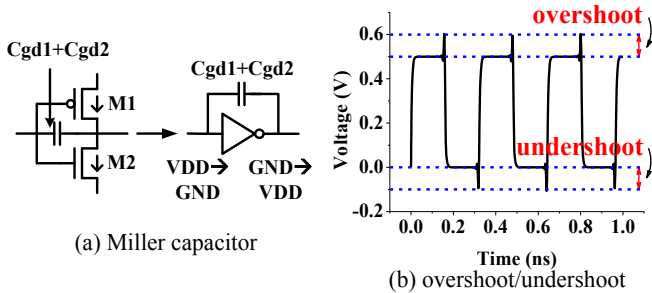 Cgd1+Cgd2
M1
M2
Cgd1+Cgd2
VDD→ GND→
GND VDD
(a) Miller capacitor
overshoot
undershoot
Voltage (V)
0.6
0.4
0.2
0.0
-0.2
0.0 0.2 0.4 0.6 0.8 1.0
Time (ns)
(b) overshoot/undershoot